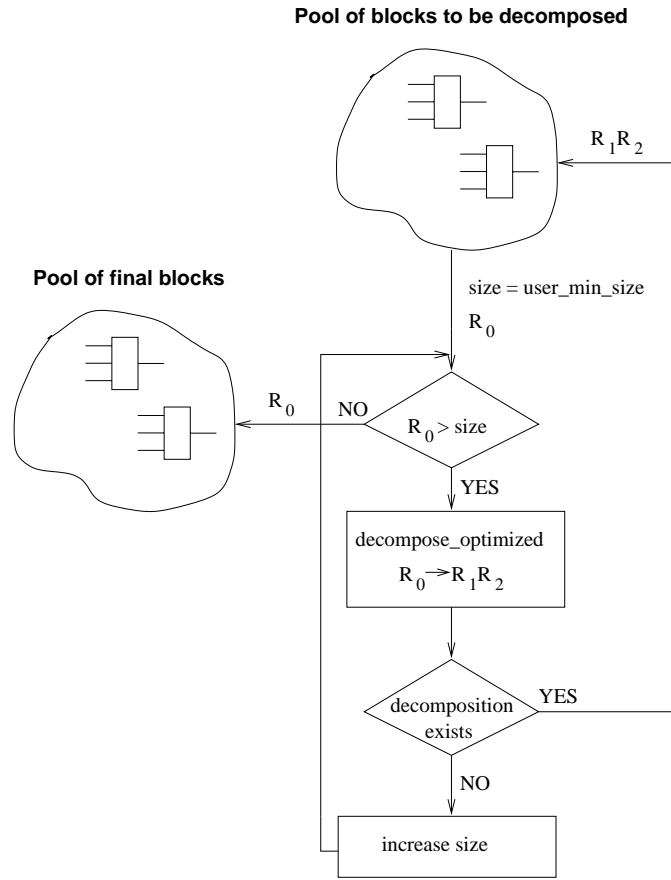 Pool of blocks to be decomposed
R₁R₂
Pool of final blocks
size = user_min_size
R₀
R₀
NO
R₀ > size
YES
decompose_optimized
R₀ → R₁R₂
decomposition
exists
YES
NO
increase size